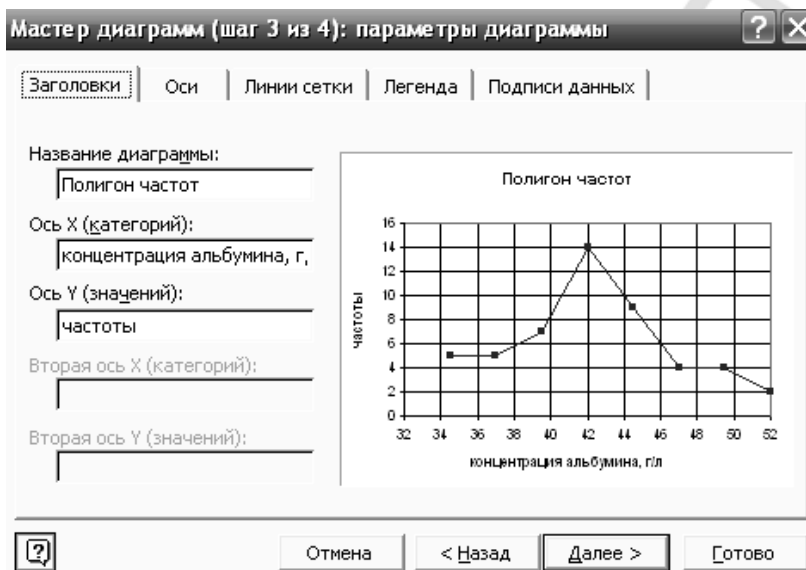 Мастер диаграмм (шаг 3 из 4): параметры диаграммы
Заголовки Оси Линии сетки Легенда Подписи данных
Название диаграммы:
Полигон частот
Ось X (категорий):
концентрация альбумина, г,
Ось Y (значений):
частоты
Вторая ось X (категорий):
Вторая ось Y (значений):
Полигон частот
частоты
16
14
12
10
8
6
4
2
0
32 34 36 38 40 42 44 46 48 50 52
концентрация альбумина, г/л
Отмена < Назад Далее > Готово